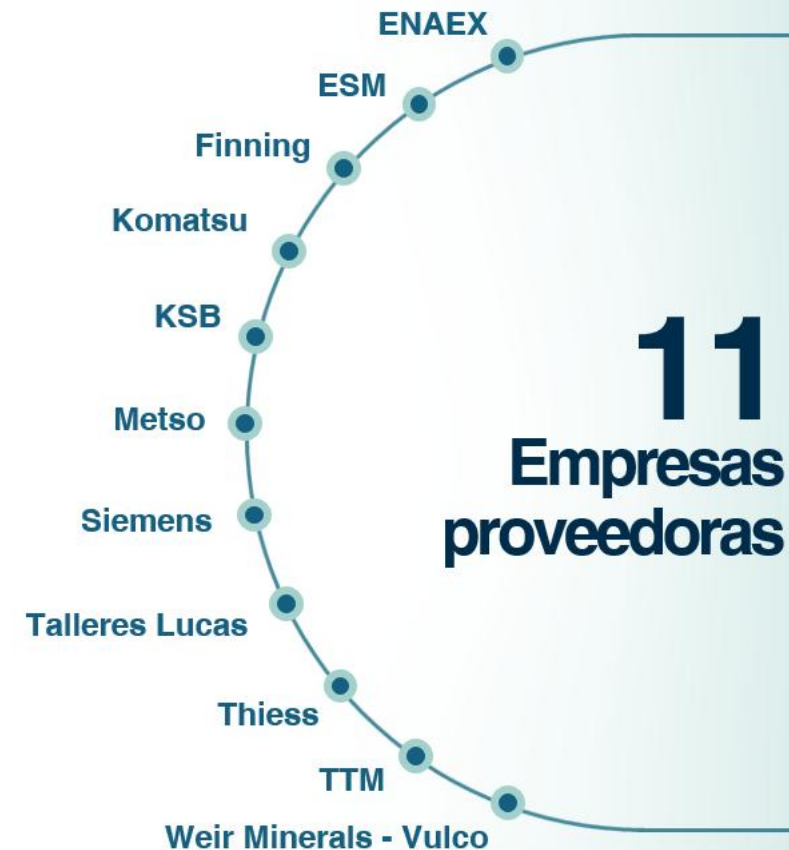 ENAEX
ESM
Finning
Komatsu
KSB
Metso
Siemens
Talleres Lucas
Thiess
TTM
Weir Minerals - Vulco
11
Empresas
proveedoras